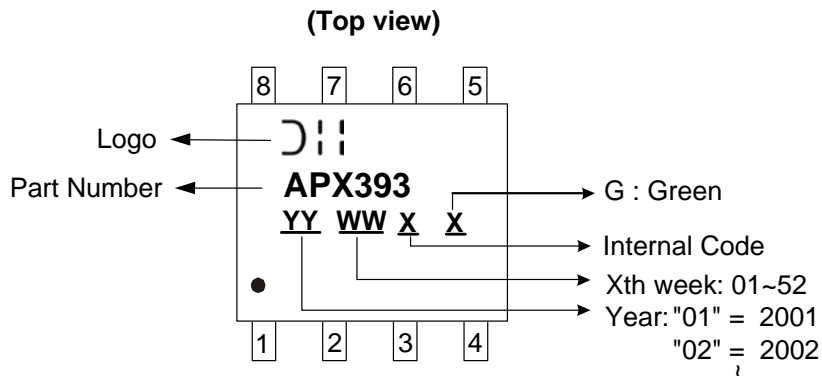 (Top view)
8 7 6 5
Logo
Part Number
APX393
YY WW X X
G : Green
Internal Code
Xth week: 01~52
Year: "01" = 2001
"02" = 2002
~
1 2 3 4